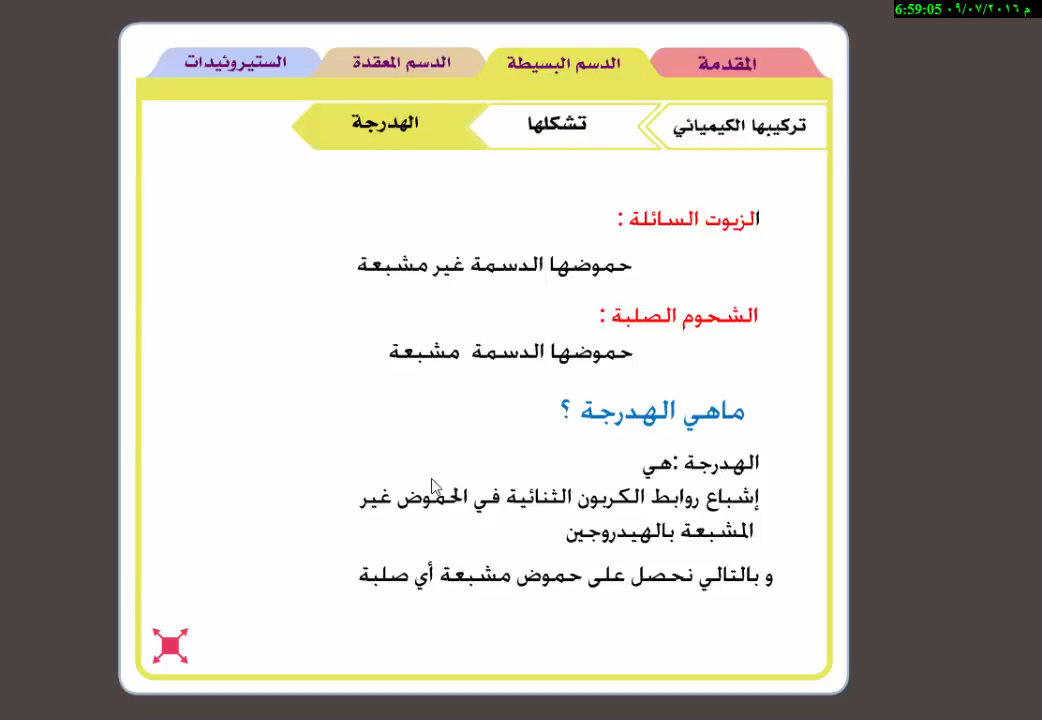 6:59:05 م ٠٩/٠٧/٢٠١٦
المقدمة
الدسم البسيطة
الدسم المعقدة
الستيروئيدات
تركيبها الكيميائي
تشكلها
الهدرجة
الزيوت السائلة :
حموضها الدسمة غير مشبعة
الشحوم الصلبة :
حموضها الدسمة مشبعة
ماهي الهدرجة ؟
الهدرجة :هي
إشباع روابط الكربون الثنائية في الحموض غير
المشبعة بالهيدروجين
و بالتالي نحصل على حموض مشبعة أي صلبة